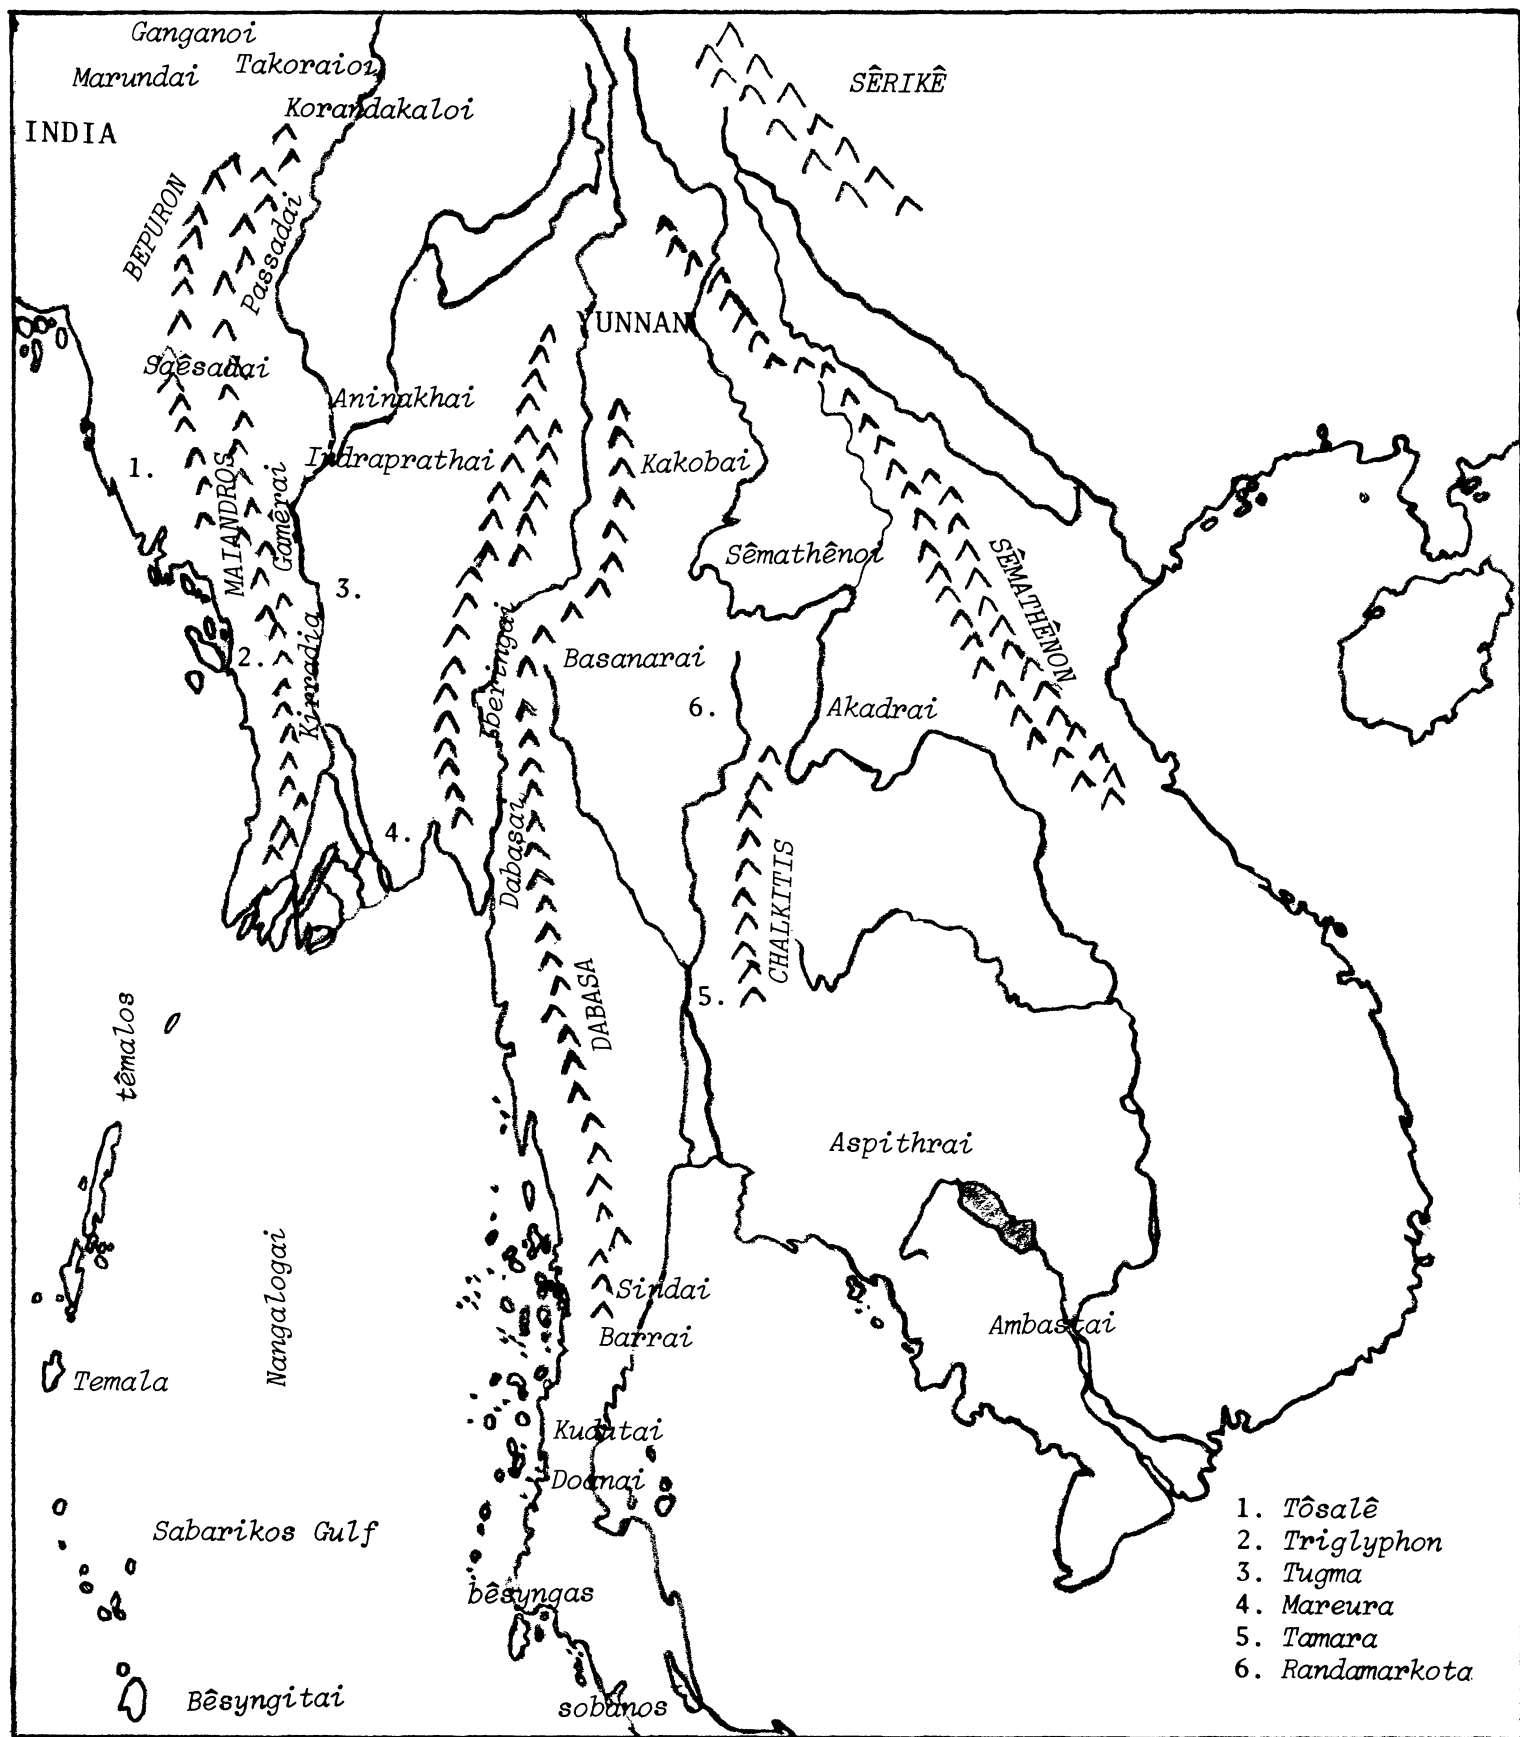 Ganganoi
Marundai
Takoraioi
SÊRIKÊ
Korandakaloi
INDIA
BEPURON
Passadai
YUNNAN
Saêsadai
Aninakhai
1.
Indraprathai
Kakobai
MAIANDROS
Gamêrai
3.
Sêmathênoi
SÊMATHÊNON
2.
Kirradia
Iberingai
Basanarai
6.
Akadrai
4.
Dabasai
CHALKITIS
5.
DABASA
têmalos
Aspithrai
Nangalogai
Sindai
Ambastai
Barrai
Temala
Kudutai
Doanai
Sabarikos Gulf
bêsyngas
Bêsyngitai
sobanos
1. Tôsalê
2. Triglyphon
3. Tugma
4. Mareura
5. Tamara
6. Randamarkota